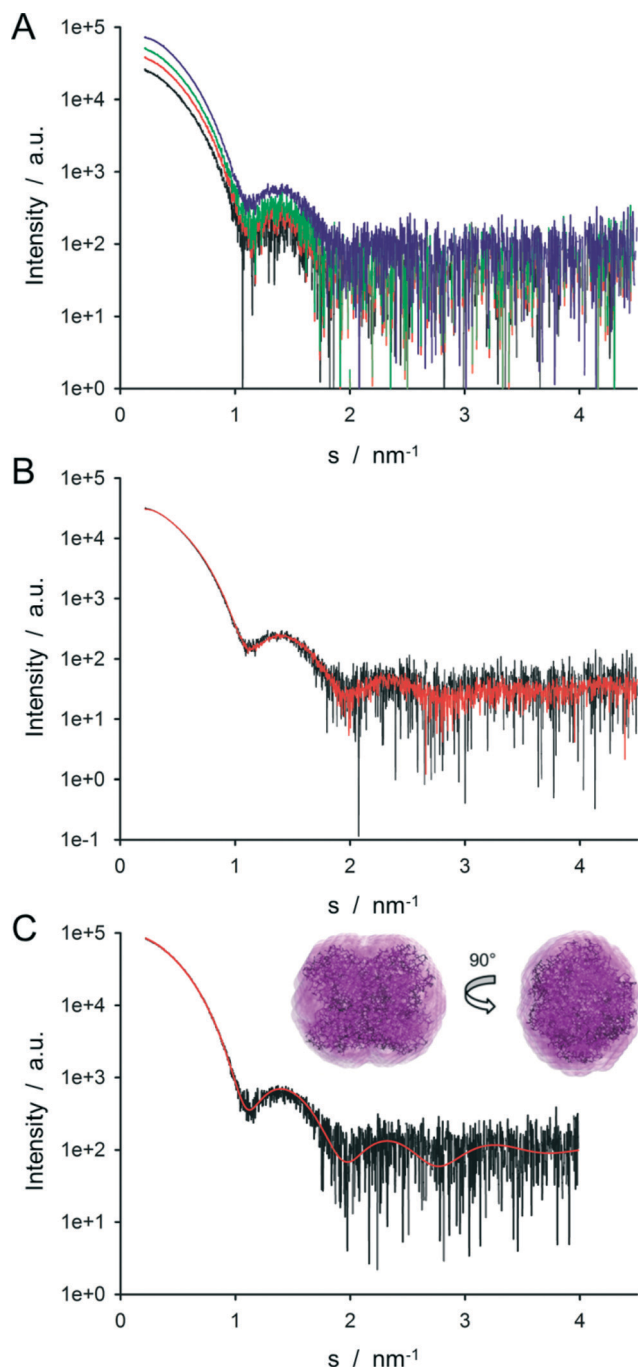 A
1e+5
1e+4
1e+3
1e+2
1e+1
1e+0
Intensity / a.u.
0 1 2 3 4
s / nm-1
B
1e+5
1e+4
1e+3
1e+2
1e+1
1e+0
1e-1
Intensity / a.u.
0 1 2 3 4
s / nm-1
C
1e+5
1e+4
1e+3
1e+2
1e+1
1e+0
Intensity / a.u.
90°
0 1 2 3 4
s / nm-1